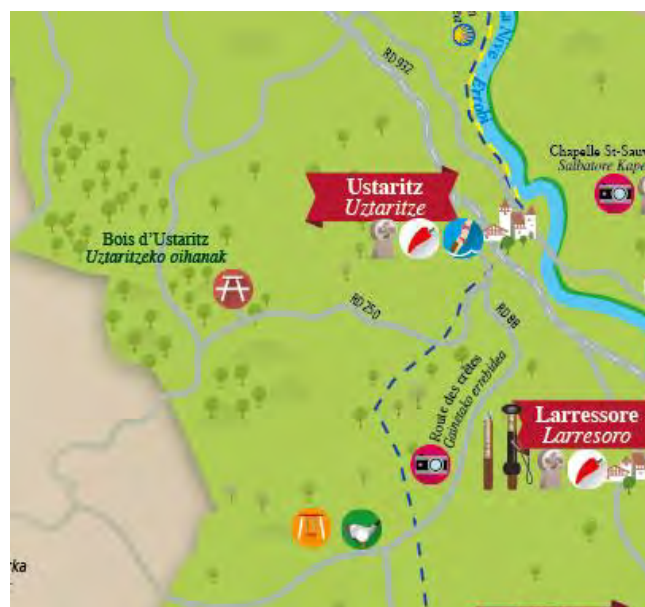 RD 932
La Nive - Errobi
Chapelle St-Sauv
Salbatore Kape
Ustaritz
Uztaritze
Bois d'Ustaritz
Uztaritzeko oihanak
RD 250
RD 88
Route des crêtes
Gainetako errebidea
Larressore
Larresoro
rka